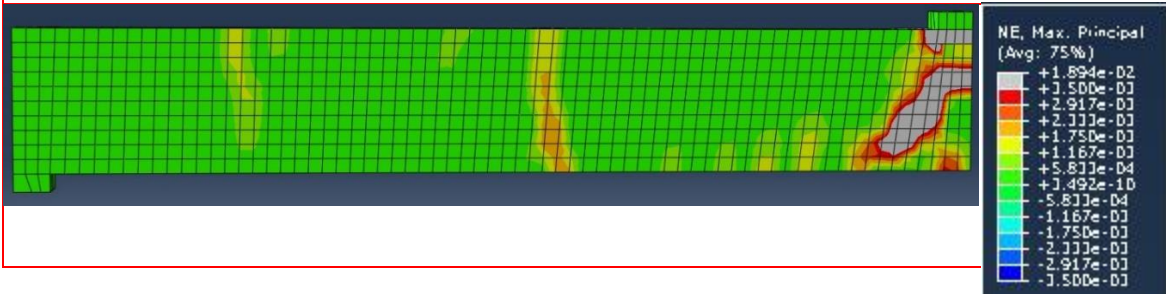 NE, Max. Principal
(Avg: 75%)
+1.894e-02
+3.500e-03
+2.917e-03
+2.333e-03
+1.750e-03
+1.167e-03
+5.833e-04
+3.492e-10
-5.833e-04
-1.167e-03
-1.750e-03
-2.333e-03
-2.917e-03
-3.500e-03